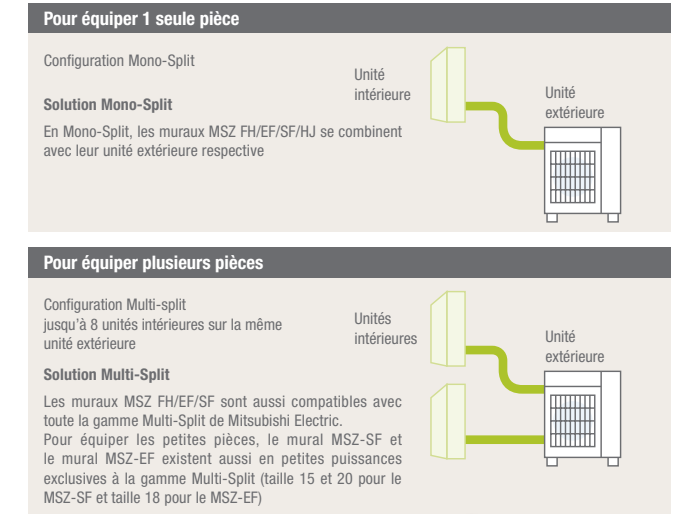 Pour équiper 1 seule pièce
Configuration Mono-Split
Solution Mono-Split
En Mono-Split, les muraux MSZ FH/EF/SF/HJ se combinent
avec leur unité extérieure respective
Unité
intérieure
Unité
extérieure
Pour équiper plusieurs pièces
Configuration Multi-split
jusqu'à 8 unités intérieures sur la même
unité extérieure
Solution Multi-Split
Les muraux MSZ FH/EF/SF sont aussi compatibles avec
toute la gamme Multi-Split de Mitsubishi Electric.
Pour équiper les petites pièces, le mural MSZ-SF et
le mural MSZ-EF existent aussi en petites puissances
exclusives à la gamme Multi-Split (taille 15 et 20 pour le
MSZ-SF et taille 18 pour le MSZ-EF)
Unités
intérieures
Unité
extérieure